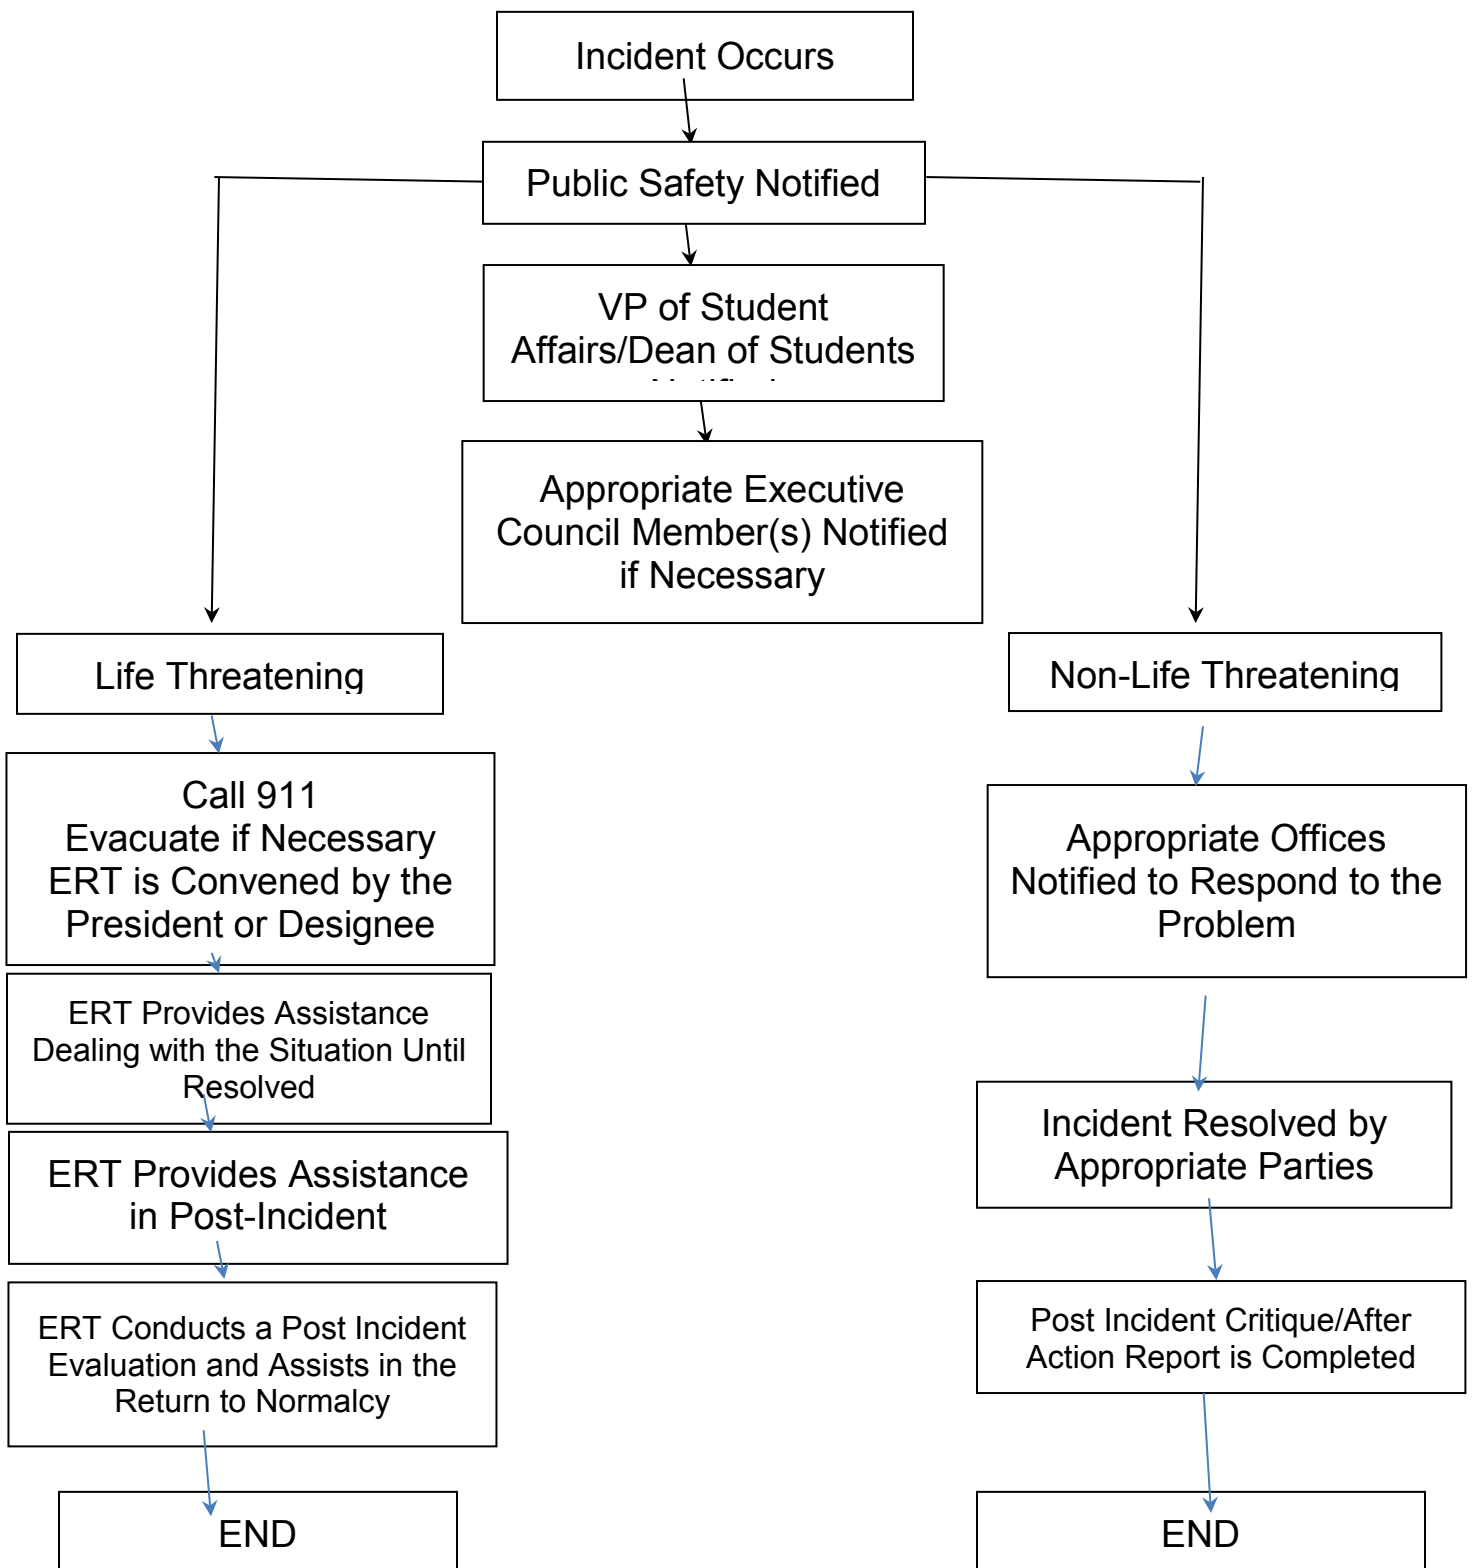 Incident Occurs
Public Safety Notified
VP of Student
Affairs/Dean of Students
Appropriate Executive
Council Member(s) Notified
if Necessary
Life Threatening
Call 911
Evacuate if Necessary
ERT is Convened by the
President or Designee
ERT Provides Assistance
Dealing with the Situation Until
Resolved
ERT Provides Assistance
in Post-Incident
ERT Conducts a Post Incident
Evaluation and Assists in the
Return to Normalcy
END
Non-Life Threatening
Appropriate Offices
Notified to Respond to the
Problem
Incident Resolved by
Appropriate Parties
Post Incident Critique/After
Action Report is Completed
END